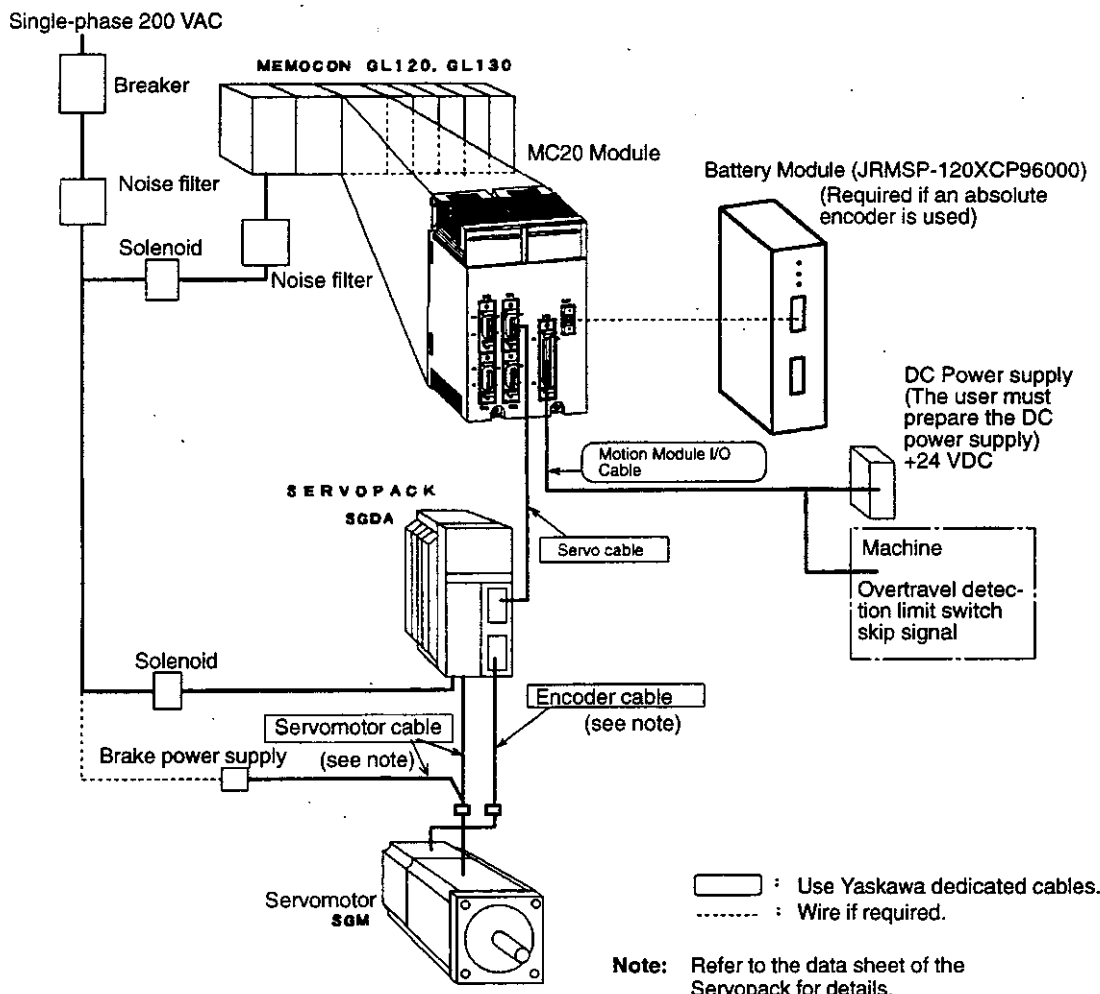 Single-phase 200 VAC
Breaker
MEMOCON GL120, GL130
MC20 Module
Battery Module (JRMSP-120XCP96000)
(Required if an absolute
encoder is used)
Noise filter
Solenoid
Noise filter
DC Power supply
(The user must
prepare the DC
power supply)
+24 VDC
Motion Module I/O
Cable
SERVOPACK
SGDA
Servo cable
Machine
Overtravel detec-
tion limit switch
skip signal
Solenoid
Encoder cable
(see note)
Servomotor cable
(see note)
Brake power supply
Servomotor
SGM
: Use Yaskawa dedicated cables.
: Wire if required.
Note: Refer to the data sheet of the
Servopack for details.